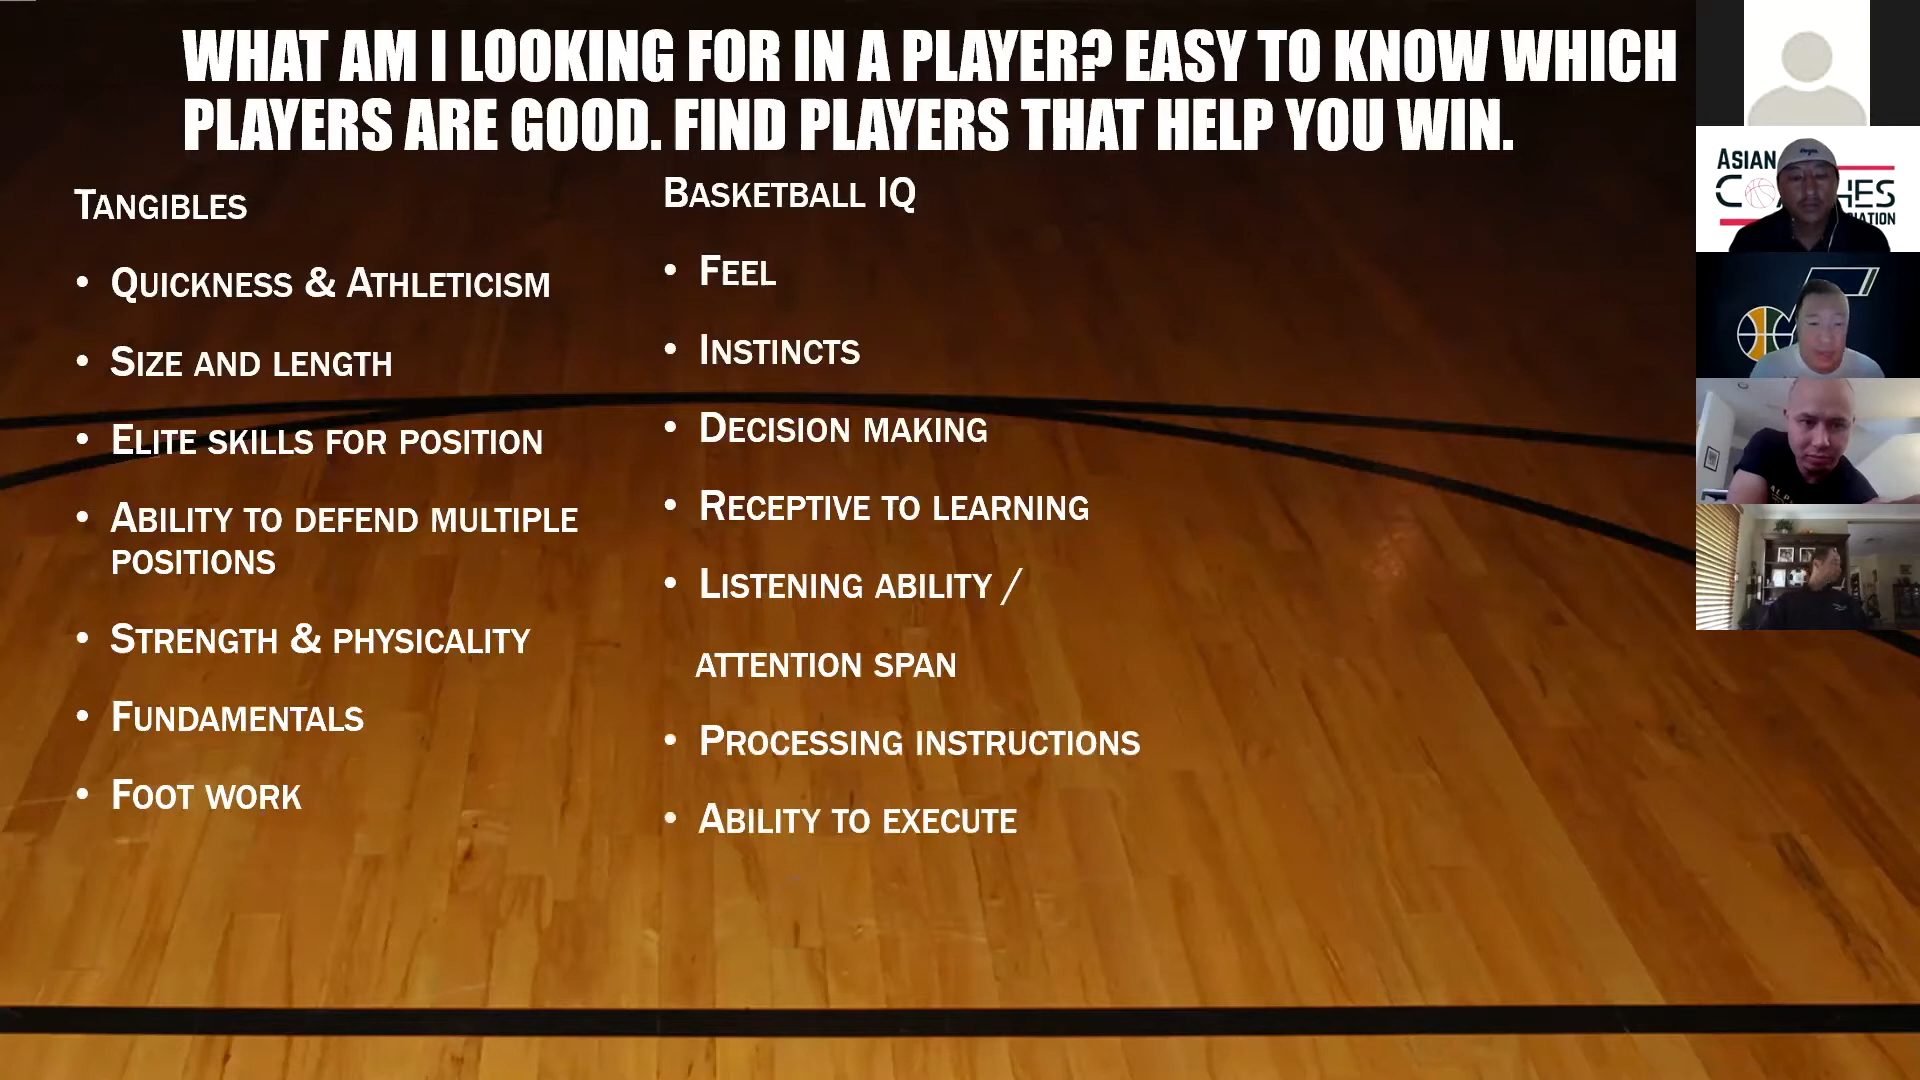 WHAT AM I LOOKING FOR IN A PLAYER? EASY TO KNOW WHICH
PLAYERS ARE GOOD. FIND PLAYERS THAT HELP YOU WIN.
TANGIBLES
• QUICKNESS & ATHLETICISM
• SIZE AND LENGTH
• ELITE SKILLS FOR POSITION
• ABILITY TO DEFEND MULTIPLE
POSITIONS
• STRENGTH & PHYSICALITY
• FUNDAMENTALS
• FOOT WORK
BASKETBALL IQ
• FEEL
• INSTINCTS
• DECISION MAKING
• RECEPTIVE TO LEARNING
• LISTENING ABILITY /
ATTENTION SPAN
• PROCESSING INSTRUCTIONS
• ABILITY TO EXECUTE
ASIAN